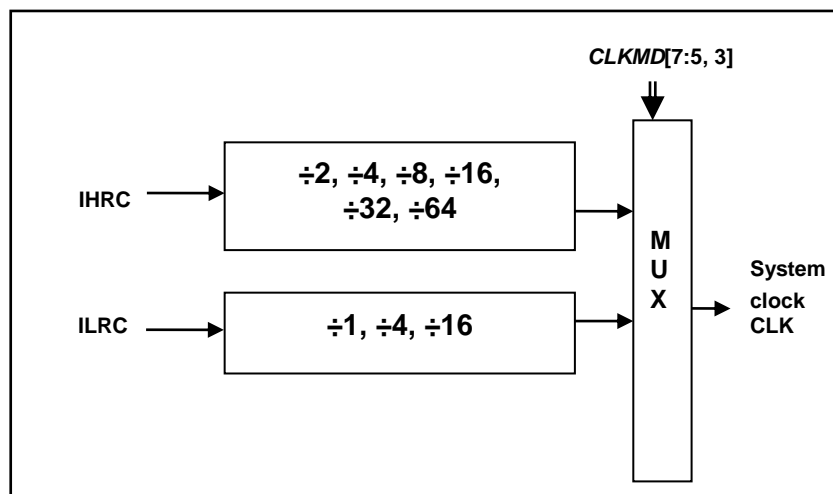 CLKMD[7:5, 3]
÷2, ÷4, ÷8, ÷16,
÷32, ÷64
IHRC
M
U
X
System
clock
CLK
ILRC
÷1, ÷4, ÷16